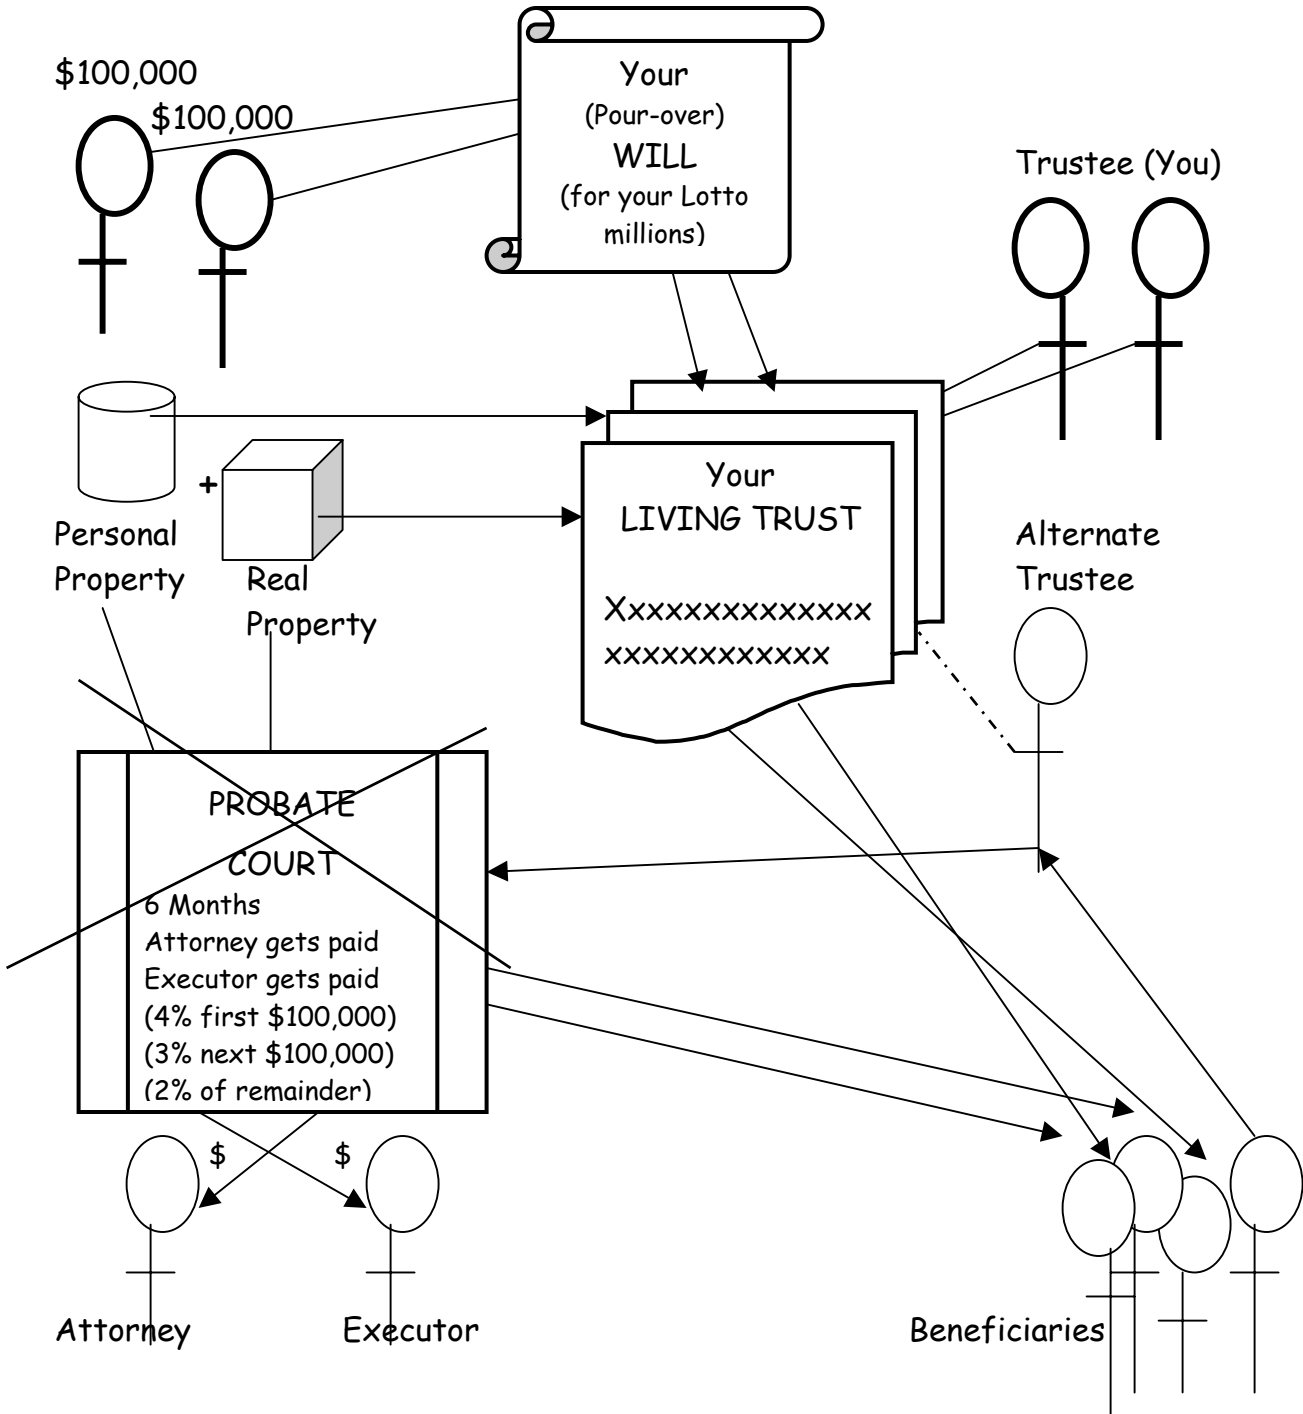 $100,000
$100,000
Your
(Pour-over)
WILL
(for your Lotto
millions)
Trustee (You)
+
Personal
Property
Real
Property
Your
LIVING TRUST
Xxxxxxxxxxxxxx
xxxxxxxxxxxx
Alternate
Trustee
PROBATE
COURT
6 Months
Attorney gets paid
Executor gets paid
(4% first $100,000)
(3% next $100,000)
(2% of remainder)
$
$
Attorney
Executor
Beneficiaries